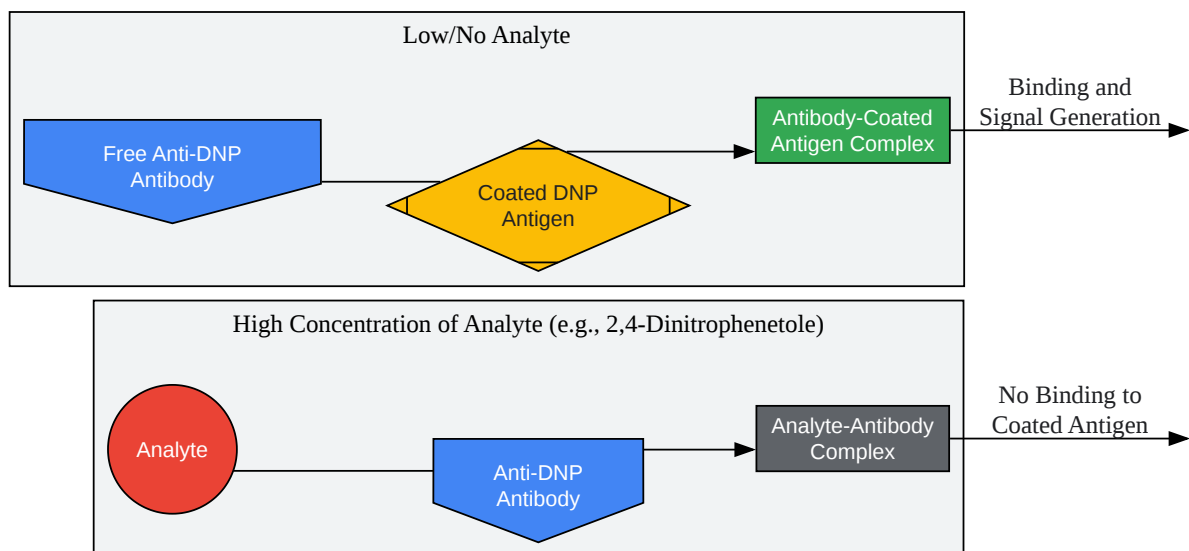 Low/No Analyte
Free Anti-DNP
Antibody
Coated DNP
Antigen
Antibody-Coated
Antigen Complex
Binding and
Signal Generation
High Concentration of Analyte (e.g., 2,4-Dinitrophenetole)
Analyte
Anti-DNP
Antibody
Analyte-Antibody
Complex
No Binding to
Coated Antigen